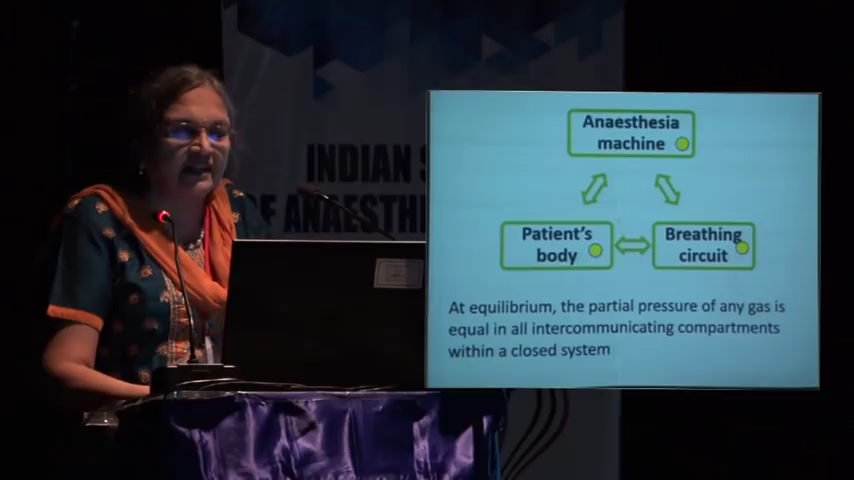 INDIAN S
F ANAESTH
Anaesthesia
machine
Patient's
body
Breathing
circuit
At equilibrium, the partial pressure of any gas is
equal in all intercommunicating compartments
within a closed system